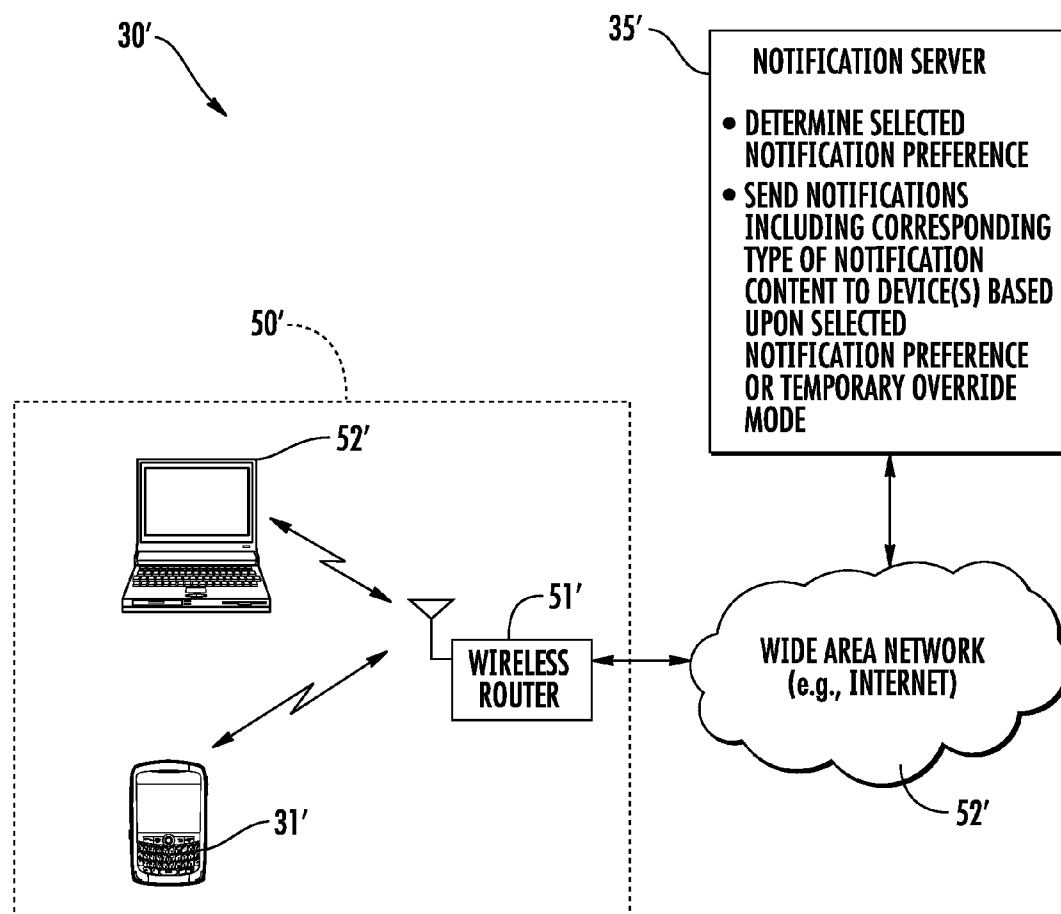 30′
35′
NOTIFICATION SERVER
• DETERMINE SELECTED
NOTIFICATION PREFERENCE
• SEND NOTIFICATIONS
INCLUDING CORRESPONDING
TYPE OF NOTIFICATION
CONTENT TO DEVICE(S) BASED
UPON SELECTED
NOTIFICATION PREFERENCE
OR TEMPORARY OVERRIDE
MODE
50′
52′
51′
WIRELESS
ROUTER
WIDE AREA NETWORK
(e.g., INTERNET)
52′
31′